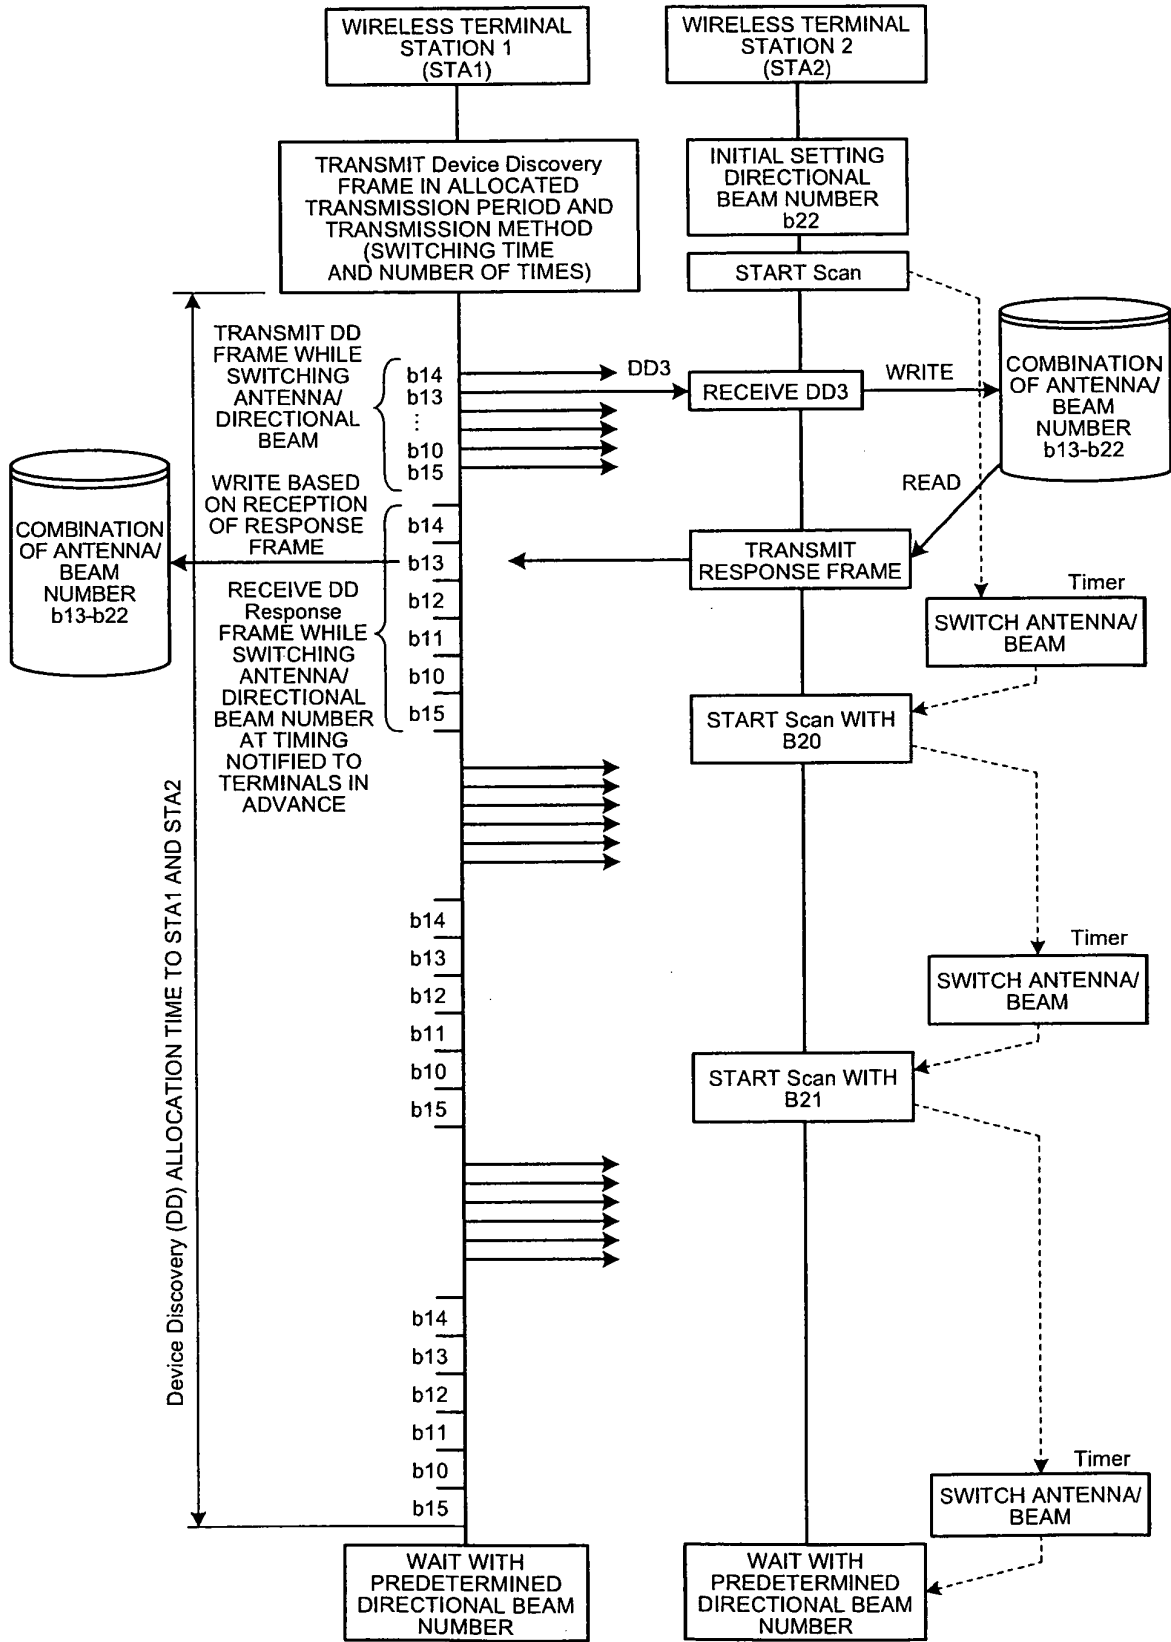 WIRELESS TERMINAL
STATION 1
(STA1)
WIRELESS TERMINAL
STATION 2
(STA2)
TRANSMIT Device Discovery
FRAME IN ALLOCATED
TRANSMISSION PERIOD AND
TRANSMISSION METHOD
(SWITCHING TIME
AND NUMBER OF TIMES)
INITIAL SETTING
DIRECTIONAL
BEAM NUMBER
b22
START Scan
TRANSMIT DD
FRAME WHILE
SWITCHING
ANTENNA/
DIRECTIONAL
BEAM
b14
b13
⋮
b10
b15
DD3
RECEIVE DD3
WRITE
COMBINATION
OF ANTENNA/
BEAM
NUMBER
b13-b22
READ
WRITE BASED
ON RECEPTION
OF RESPONSE
FRAME
COMBINATION
OF ANTENNA/
BEAM
NUMBER
b13-b22
b14
b13
b12
b11
b10
b15
TRANSMIT
RESPONSE FRAME
RECEIVE DD
Response
FRAME WHILE
SWITCHING
ANTENNA/
DIRECTIONAL
BEAM NUMBER
AT TIMING
NOTIFIED TO
TERMINALS IN
ADVANCE
Timer
SWITCH ANTENNA/
BEAM
START Scan WITH
B20
Device Discovery (DD) ALLOCATION TIME TO STA1 AND STA2
b14
b13
b12
b11
b10
b15
Timer
SWITCH ANTENNA/
BEAM
START Scan WITH
B21
b14
b13
b12
b11
b10
b15
Timer
SWITCH ANTENNA/
BEAM
WAIT WITH
PREDETERMINED
DIRECTIONAL BEAM
NUMBER
WAIT WITH
PREDETERMINED
DIRECTIONAL BEAM
NUMBER